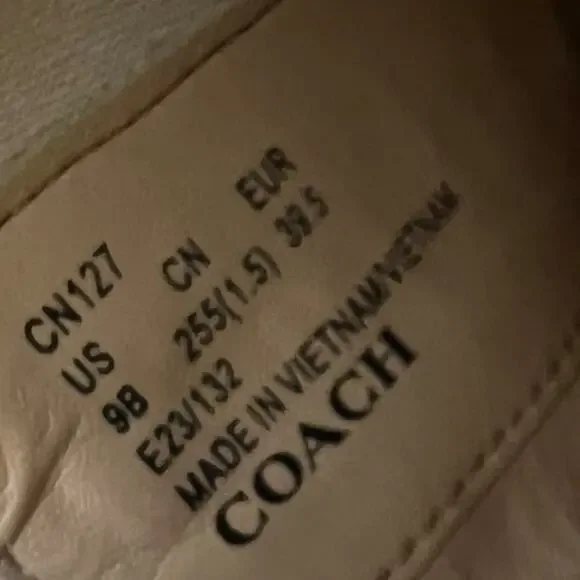 CN127
US CN EUR
9B 255(1.5) 39.5
E23/132
MADE IN VIETNAM/VIETNAM
COACH